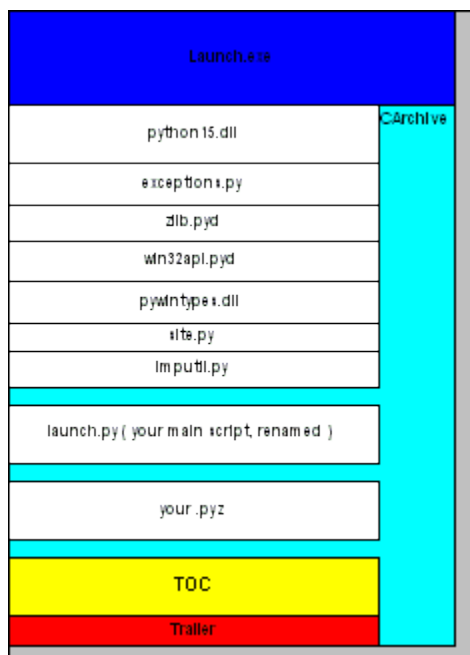 Launch.exe
CArchive
python15.dll
exceptions.py
zlib.pyd
win32api.pyd
pywintypes.dll
site.py
imputil.py
launch.py ( your main script, renamed )
your .pyz
TOC
Trailer